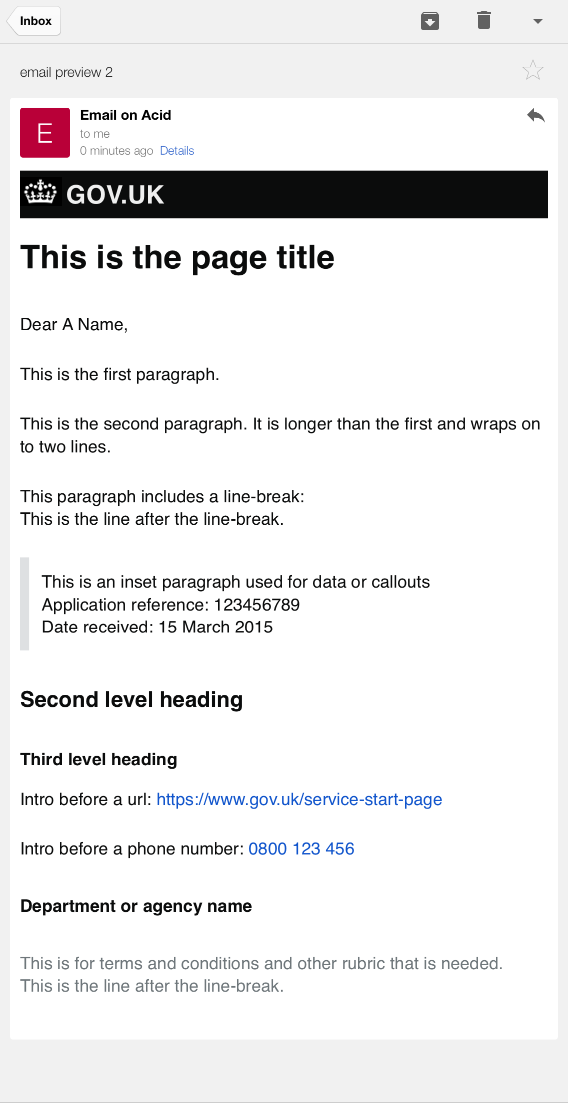 Inbox
email preview 2
E
Email on Acid
to me
0 minutes ago Details
GOV.UK
This is the page title
Dear A Name,
This is the first paragraph.
This is the second paragraph. It is longer than the first and wraps on
to two lines.
This paragraph includes a line-break:
This is the line after the line-break.
This is an inset paragraph used for data or callouts
Application reference: 123456789
Date received: 15 March 2015
Second level heading
Third level heading
Intro before a url: https://www.gov.uk/service-start-page
Intro before a phone number: 0800 123 456
Department or agency name
This is for terms and conditions and other rubric that is needed.
This is the line after the line-break.